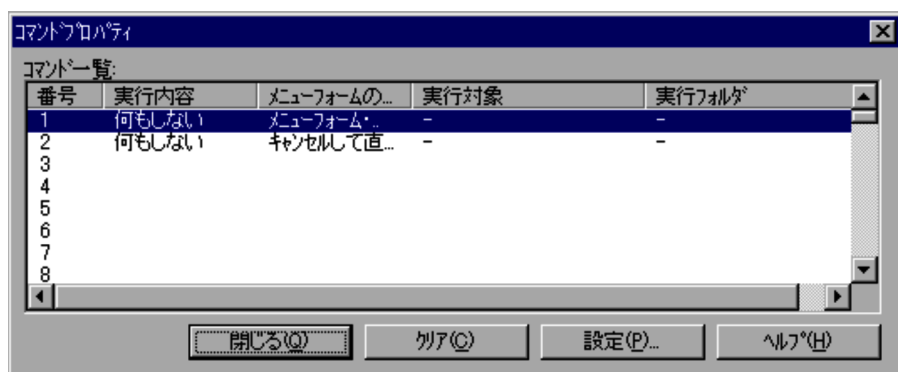 コマンドプロパティ
コマンド一覧:
番号 実行内容 メニューフォームの... 実行対象 実行フォルダ
1 何もしない メニューフォーム・... - -
2 何もしない キャンセルして直... - -
3
4
5
6
7
8
閉じる(Q) クリア(C) 設定(P)... ヘルプ(H)